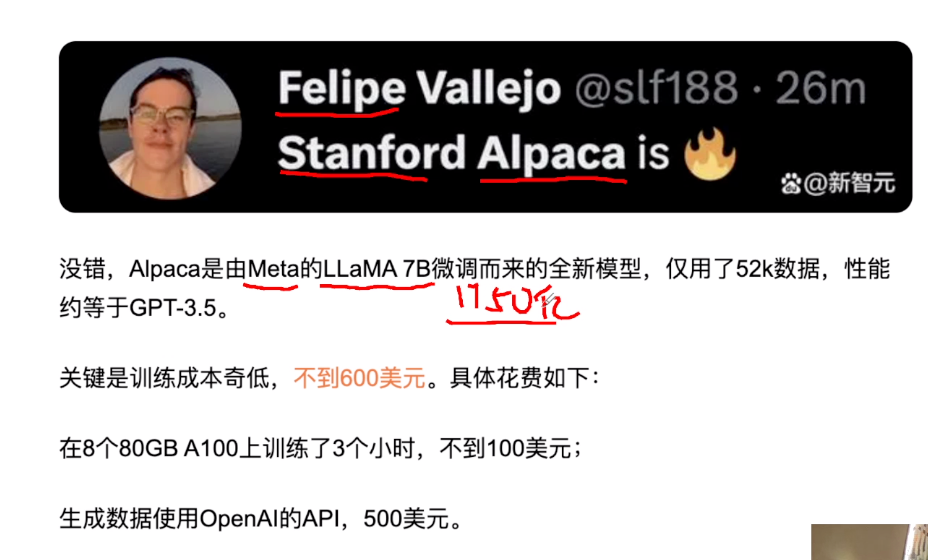 Felipe Vallejo @slf188 · 26m
Stanford Alpaca is 🔥
@新智元
没错，Alpaca是由Meta的LLaMA 7B微调而来的全新模型，仅用了52k数据，性能
约等于GPT-3.5。
1750亿
关键是训练成本奇低，不到600美元。具体花费如下：
在8个80GB A100上训练了3个小时，不到100美元；
生成数据使用OpenAI的API，500美元。